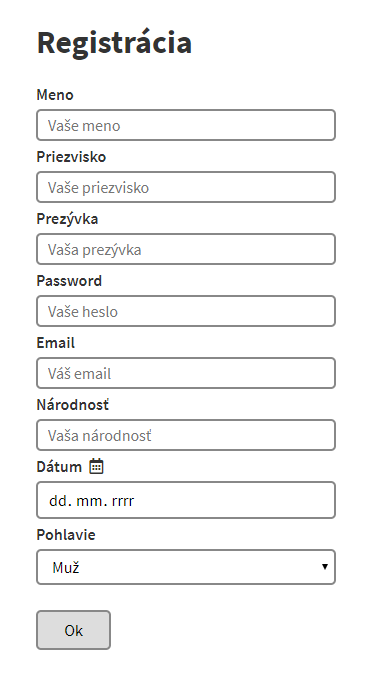 Registrácia
Meno
Vaše meno
Priezvisko
Vaše priezvisko
Prezývka
Vaša prezývka
Password
Vaše heslo
Email
Váš email
Národnosť
Vaša národnosť
Dátum
dd. mm. rrrr
Pohlavie
Muž
Ok